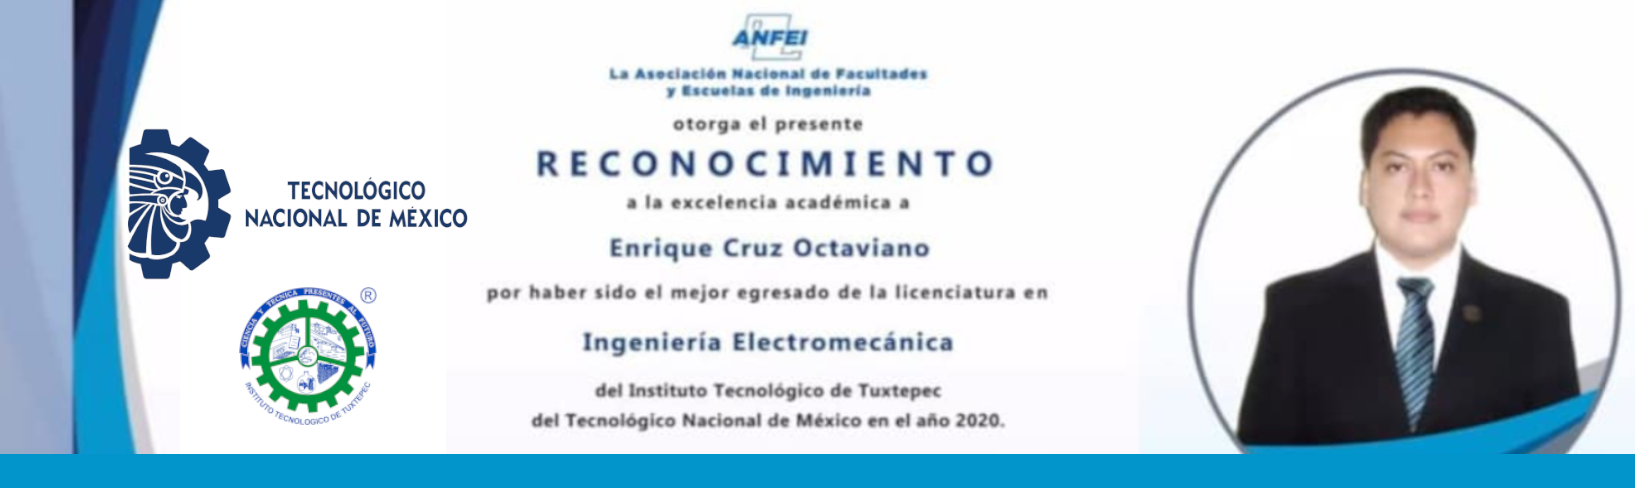 ANFEI
La Asociación Nacional de Facultades
y Escuelas de Ingeniería
otorga el presente
RECONOCIMIENTO
a la excelencia académica a
Enrique Cruz Octaviano
por haber sido el mejor egresado de la licenciatura en
Ingeniería Electromecánica
del Instituto Tecnológico de Tuxtepec
del Tecnológico Nacional de México en el año 2020.
TECNOLÓGICO
NACIONAL DE MÉXICO
CIENCIA Y TECNICA PRESENTES AL FUTURO
®
INSTITUTO TECNOLOGICO DE TUXTEPEC